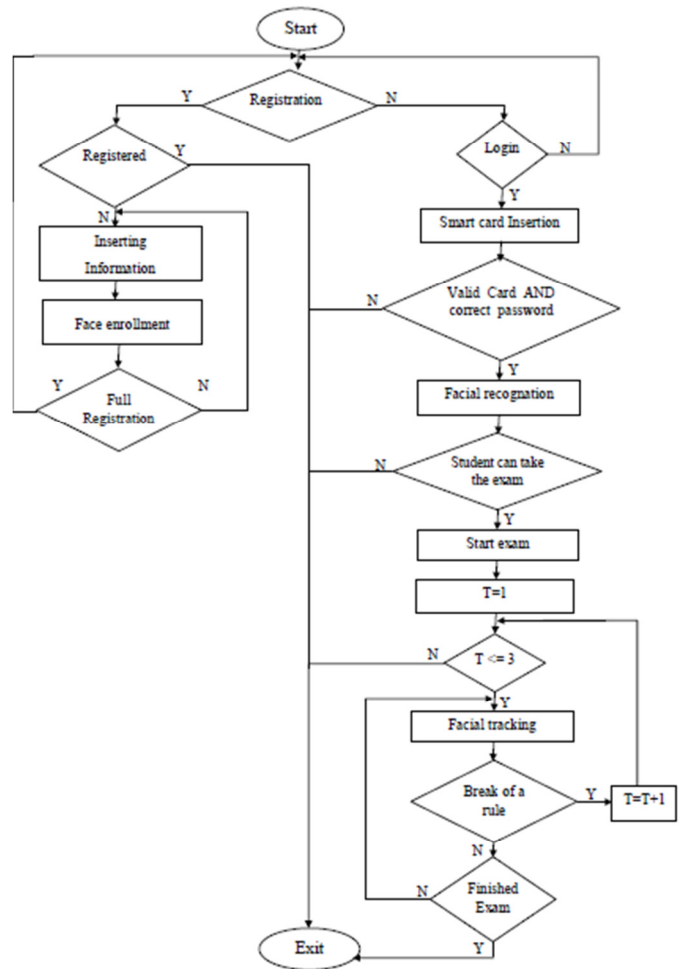 Start
Y
Registration
N
Registered
Y
Login
N
N
Y
Inserting
Information
Smart card Insertion
Face enrollment
N
Valid Card AND
correct password
Y
Y
Full
Registration
N
Facial recognation
N
Student can take
the exam
Y
Start exam
T=1
N
T <= 3
Y
Facial tracking
Break of a
rule
Y
T=T+1
N
N
Finished
Exam
Y
Exit